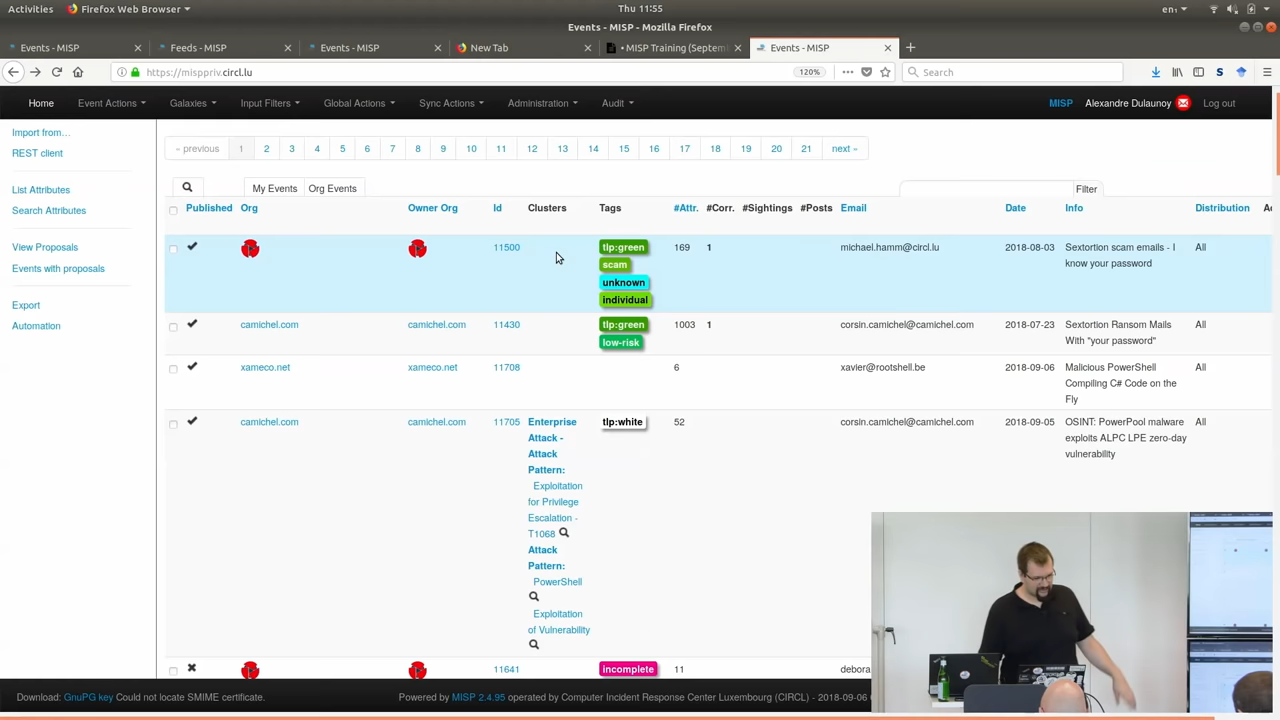 Activities
Firefox Web Browser
Thu 11:55
en
Events - MISP - Mozilla Firefox
Events - MISP
Feeds - MISP
Events - MISP
New Tab
• MISP Training (Septem
Events - MISP
https://misppriv.circl.lu
120%
Search
Home
Event Actions
Galaxies
Input Filters
Global Actions
Sync Actions
Administration
Audit
MISP
Alexandre Dulaunoy
Log out
Import from...
REST client
List Attributes
Search Attributes
View Proposals
Events with proposals
Export
Automation
« previous 1 2 3 4 5 6 7 8 9 10 11 12 13 14 15 16 17 18 19 20 21 next »
My Events
Org Events
Filter
Published Org Owner Org Id Clusters Tags #Attr. #Corr. #Sightings #Posts Email Date Info Distribution Ac
11500
tlp:green
scam
unknown
individual
169
1
michael.hamm@circl.lu
2018-08-03
Sextortion scam emails - I
know your password
All
camichel.com
camichel.com
11430
tlp:green
low-risk
1003
1
corsin.camichel@camichel.com
2018-07-23
Sextortion Ransom Mails
With "your password"
All
xameco.net
xameco.net
11708
6
xavier@rootshell.be
2018-09-06
Malicious PowerShell
Compiling C# Code on the
Fly
All
camichel.com
camichel.com
11705
Enterprise
Attack -
Attack
Pattern:
Exploitation
for Privilege
Escalation -
T1068
Attack
Pattern:
PowerShell
Exploitation
of Vulnerability
tlp:white
52
corsin.camichel@camichel.com
2018-09-05
OSINT: PowerPool malware
exploits ALPC LPE zero-day
vulnerability
All
11641
incomplete
11
debora
Download: GnuPG key Could not locate SMIME certificate.
Powered by MISP 2.4.95 operated by Computer Incident Response Center Luxembourg (CIRCL) - 2018-09-06